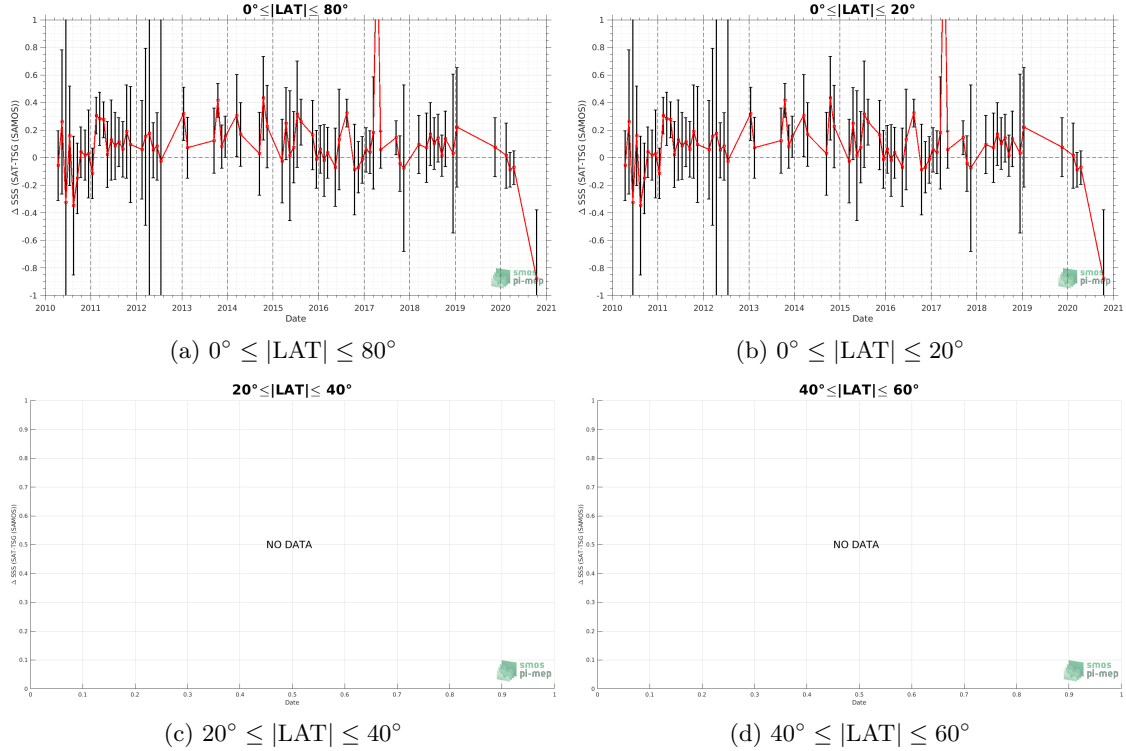 0°≤|LAT|≤ 80°
Δ SSS (SAT-TSG (SAMOS))
1
0.8
0.6
0.4
0.2
0
-0.2
-0.4
-0.6
-0.8
-1
2010 2011 2012 2013 2014 2015 2016 2017 2018 2019 2020 2021
Date
smos
pi-mep
(a) 0° ≤ |LAT| ≤ 80°
0°≤|LAT|≤ 20°
Δ SSS (SAT-TSG (SAMOS))
1
0.8
0.6
0.4
0.2
0
-0.2
-0.4
-0.6
-0.8
-1
2010 2011 2012 2013 2014 2015 2016 2017 2018 2019 2020 2021
Date
smos
pi-mep
(b) 0° ≤ |LAT| ≤ 20°
20°≤|LAT|≤ 40°
Δ SSS (SAT-TSG (SAMOS))
1
0.9
0.8
0.7
0.6
0.5
0.4
0.3
0.2
0.1
0
NO DATA
0 0.1 0.2 0.3 0.4 0.5 0.6 0.7 0.8 0.9 1
Date
smos
pi-mep
(c) 20° ≤ |LAT| ≤ 40°
40°≤|LAT|≤ 60°
Δ SSS (SAT-TSG (SAMOS))
1
0.9
0.8
0.7
0.6
0.5
0.4
0.3
0.2
0.1
0
NO DATA
0 0.1 0.2 0.3 0.4 0.5 0.6 0.7 0.8 0.9 1
Date
smos
pi-mep
(d) 40° ≤ |LAT| ≤ 60°